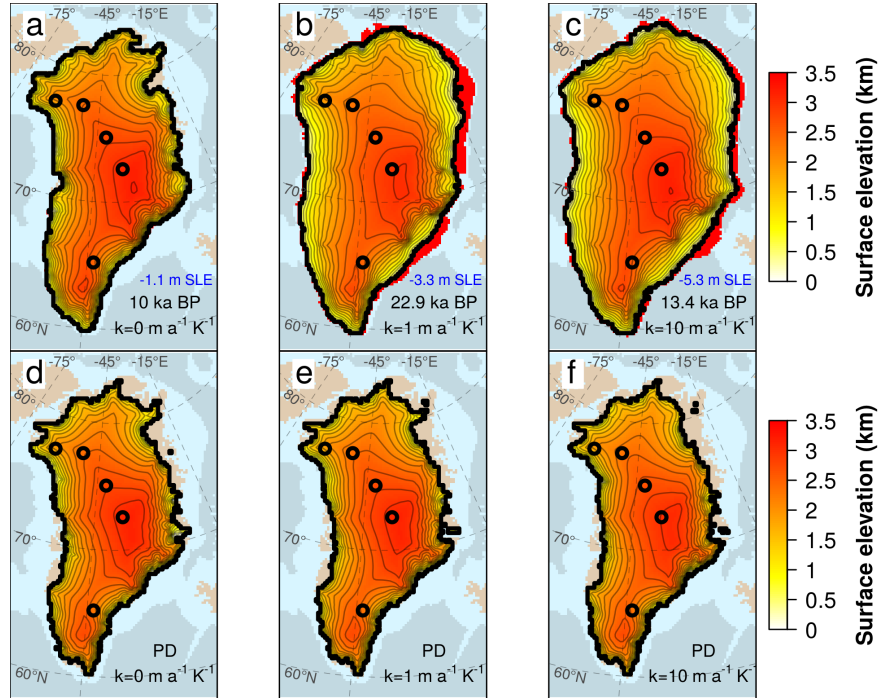 a
-75° -45° -15°E
80°
70°
60°N
-1.1 m SLE
10 ka BP
k=0 m a⁻¹ K⁻¹
b
-75° -45° -15°E
80°
70°
60°N
-3.3 m SLE
22.9 ka BP
k=1 m a⁻¹ K⁻¹
c
-75° -45° -15°E
80°
70°
60°N
-5.3 m SLE
13.4 ka BP
k=10 m a⁻¹ K⁻¹
3.5
3
2.5
2
1.5
1
0.5
0
Surface elevation (km)
d
-75° -45° -15°E
80°
70°
60°N
PD
k=0 m a⁻¹ K⁻¹
e
-75° -45° -15°E
80°
70°
60°N
PD
k=1 m a⁻¹ K⁻¹
f
-75° -45° -15°E
80°
70°
60°N
PD
k=10 m a⁻¹ K⁻¹
3.5
3
2.5
2
1.5
1
0.5
0
Surface elevation (km)